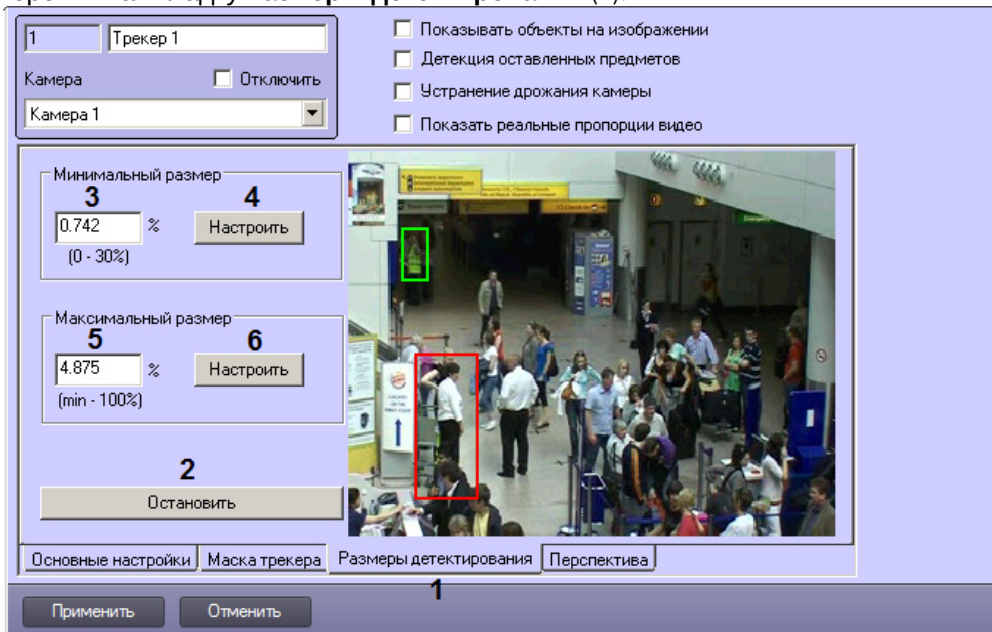 1
Трекер 1
Камера
Отключить
Камера 1
Показывать объекты на изображении
Детекция оставленных предметов
Устранение дрожания камеры
Показать реальные пропорции видео
Минимальный размер
3
4
0.742
%
Настроить
(0 - 30%)
Максимальный размер
5
6
4.875
%
Настроить
(min - 100%)
2
Остановить
Основные настройки
Маска трекера
Размеры детектирования
Перспектива
1
Применить
Отменить